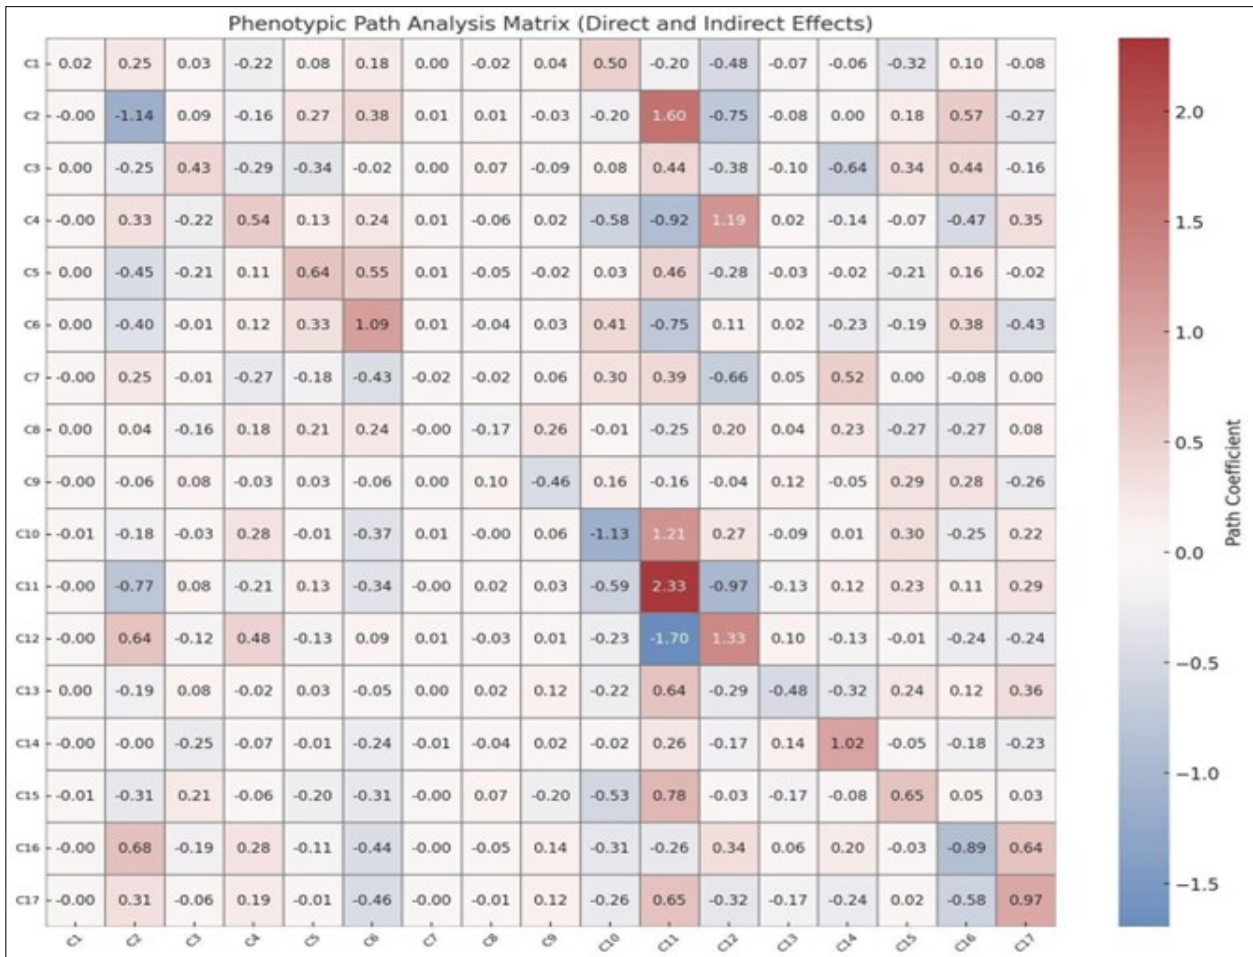 Phenotypic Path Analysis Matrix (Direct and Indirect Effects)
C1 0.02 0.25 0.03 -0.22 0.08 0.18 0.00 -0.02 0.04 0.50 -0.20 -0.48 -0.07 -0.06 -0.32 0.10 -0.08
C2 -0.00 -1.14 0.09 -0.16 0.27 0.38 0.01 0.01 -0.03 -0.20 1.60 -0.75 -0.08 0.00 0.18 0.57 -0.27
C3 0.00 -0.25 0.43 -0.29 -0.34 -0.02 0.00 0.07 -0.09 0.08 0.44 -0.38 -0.10 -0.64 0.34 0.44 -0.16
C4 -0.00 0.33 -0.22 0.54 0.13 0.24 0.01 -0.06 0.02 -0.58 -0.92 1.19 0.02 -0.14 -0.07 -0.47 0.35
C5 0.00 -0.45 -0.21 0.11 0.64 0.55 0.01 -0.05 -0.02 0.03 0.46 -0.28 -0.03 -0.02 -0.21 0.16 -0.02
C6 0.00 -0.40 -0.01 0.12 0.33 1.09 0.01 -0.04 0.03 0.41 -0.75 0.11 0.02 -0.23 -0.19 0.38 -0.43
C7 -0.00 0.25 -0.01 -0.27 -0.18 -0.43 -0.02 -0.02 0.06 0.30 0.39 -0.66 0.05 0.52 0.00 -0.08 0.00
C8 0.00 0.04 -0.16 0.18 0.21 0.24 -0.00 -0.17 0.26 -0.01 -0.25 0.20 0.04 0.23 -0.27 -0.27 0.08
C9 -0.00 -0.06 0.08 -0.03 0.03 -0.06 0.00 0.10 -0.46 0.16 -0.16 -0.04 0.12 -0.05 0.29 0.28 -0.26
C10 -0.01 -0.18 -0.03 0.28 -0.01 -0.37 0.01 -0.00 0.06 -1.13 1.21 0.27 -0.09 0.01 0.30 -0.25 0.22
C11 -0.00 -0.77 0.08 -0.21 0.13 -0.34 -0.00 0.02 0.03 -0.59 2.33 -0.97 -0.13 0.12 0.23 0.11 0.29
C12 -0.00 0.64 -0.12 0.48 -0.13 0.09 0.01 -0.03 0.01 -0.23 -1.70 1.33 0.10 -0.13 -0.01 -0.24 -0.24
C13 0.00 -0.19 0.08 -0.02 0.03 -0.05 0.00 0.02 0.12 -0.22 0.64 -0.29 -0.48 -0.32 0.24 0.12 0.36
C14 -0.00 -0.00 -0.25 -0.07 -0.01 -0.24 -0.01 -0.04 0.02 -0.02 0.26 -0.17 0.14 1.02 -0.05 -0.18 -0.23
C15 -0.01 -0.31 0.21 -0.06 -0.20 -0.31 -0.00 0.07 -0.20 -0.53 0.78 -0.03 -0.17 -0.08 0.65 0.05 0.03
C16 -0.00 0.68 -0.19 0.28 -0.11 -0.44 -0.00 -0.05 0.14 -0.31 -0.26 0.34 0.06 0.20 -0.03 -0.89 0.64
C17 -0.00 0.31 -0.06 0.19 -0.01 -0.46 -0.00 -0.01 0.12 -0.26 0.65 -0.32 -0.17 -0.24 0.02 -0.58 0.97
C1 C2 C3 C4 C5 C6 C7 C8 C9 C10 C11 C12 C13 C14 C15 C16 C17
2.0
1.5
1.0
0.5
0.0
−0.5
−1.0
−1.5
Path Coefficient